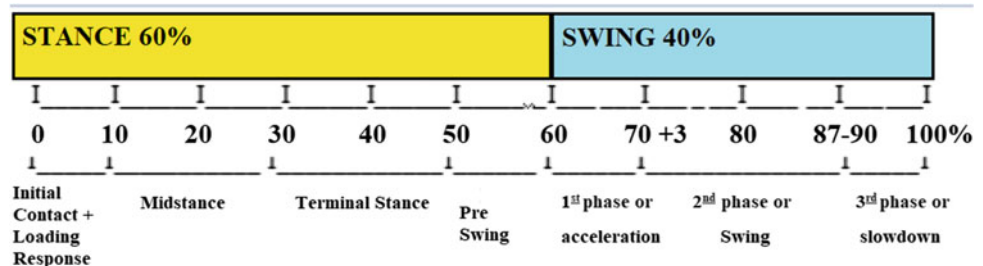 STANCE 60% SWING 40%
0 10 20 30 40 50 60 70 +3 80 87-90 100%
Initial
Contact +
Loading
Response
Midstance
Terminal Stance
Pre
Swing
1st phase or
acceleration
2nd phase or
Swing
3rd phase or
slowdown